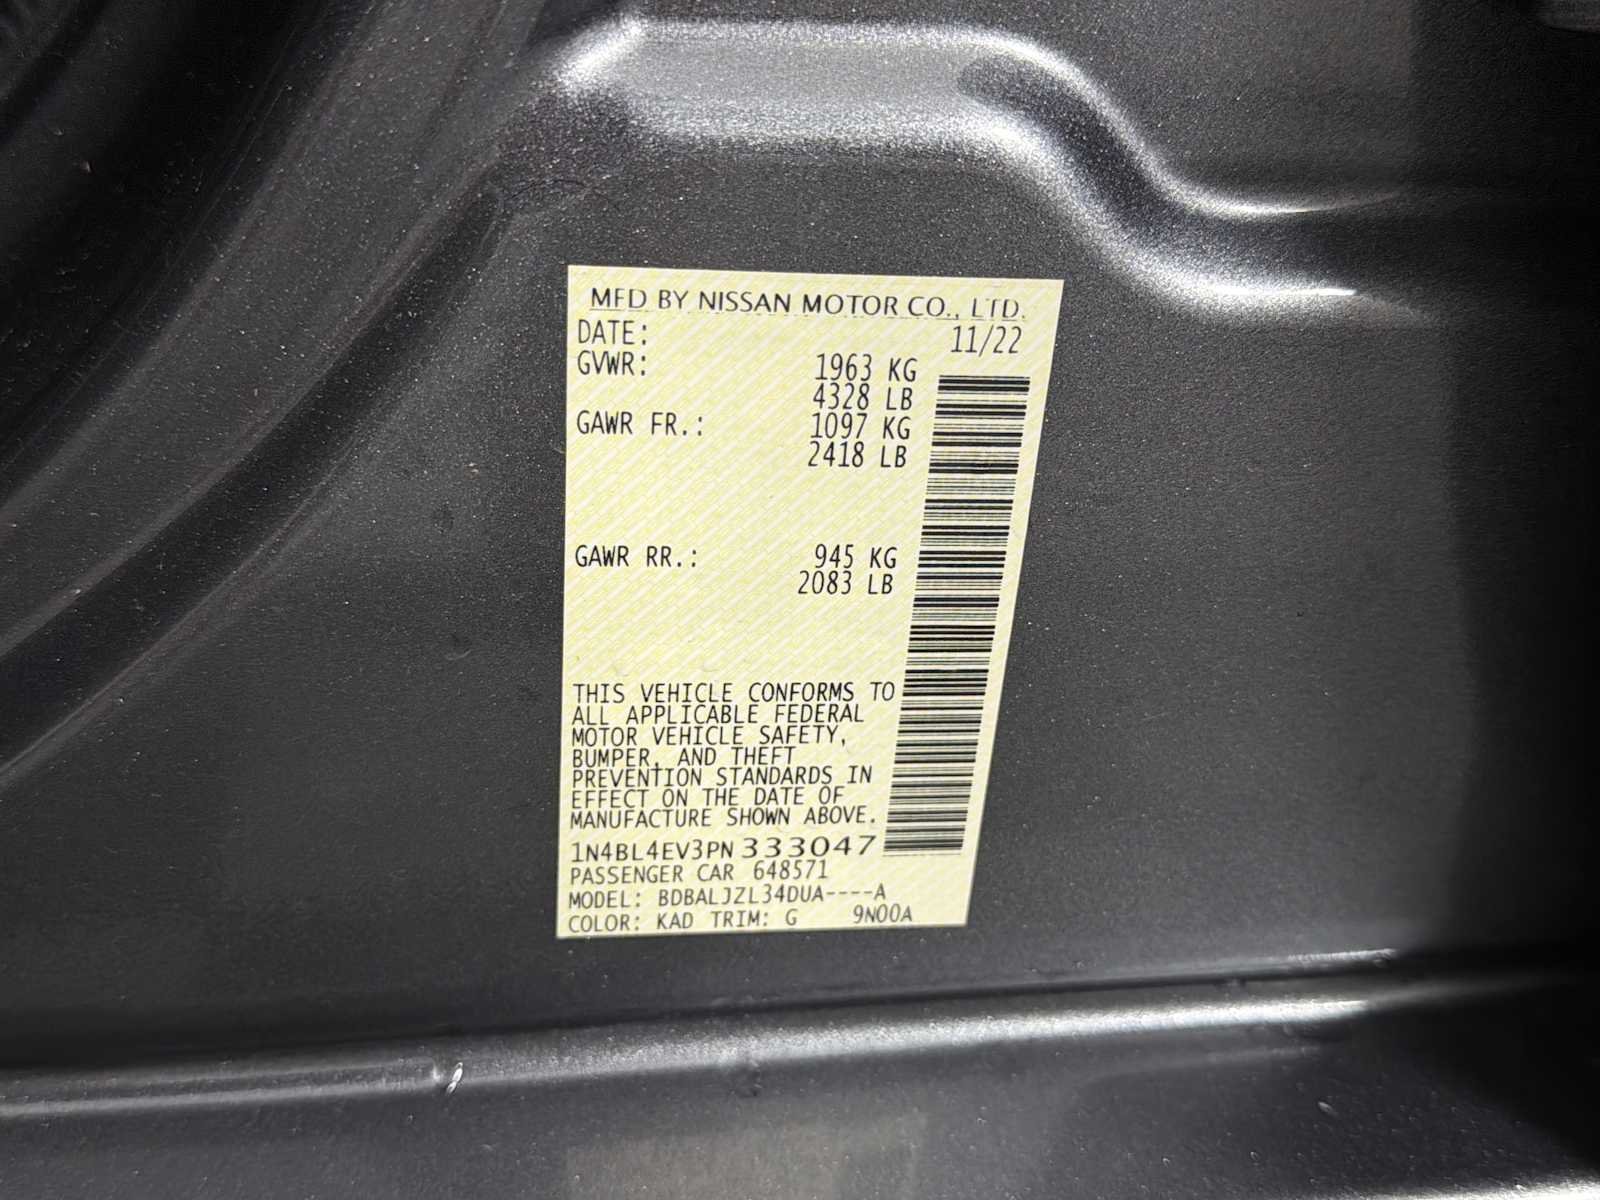 MFD BY NISSAN MOTOR CO., LTD.
DATE: 11/22
GVWR: 1963 KG
4328 LB
GAWR FR.: 1097 KG
2418 LB
GAWR RR.: 945 KG
2083 LB
THIS VEHICLE CONFORMS TO
ALL APPLICABLE FEDERAL
MOTOR VEHICLE SAFETY,
BUMPER, AND THEFT
PREVENTION STANDARDS IN
EFFECT ON THE DATE OF
MANUFACTURE SHOWN ABOVE.
1N4BL4EV3PN333047
PASSENGER CAR 648571
MODEL: BDBALJZL34DUA----A
COLOR: KAD TRIM: G 9N00A